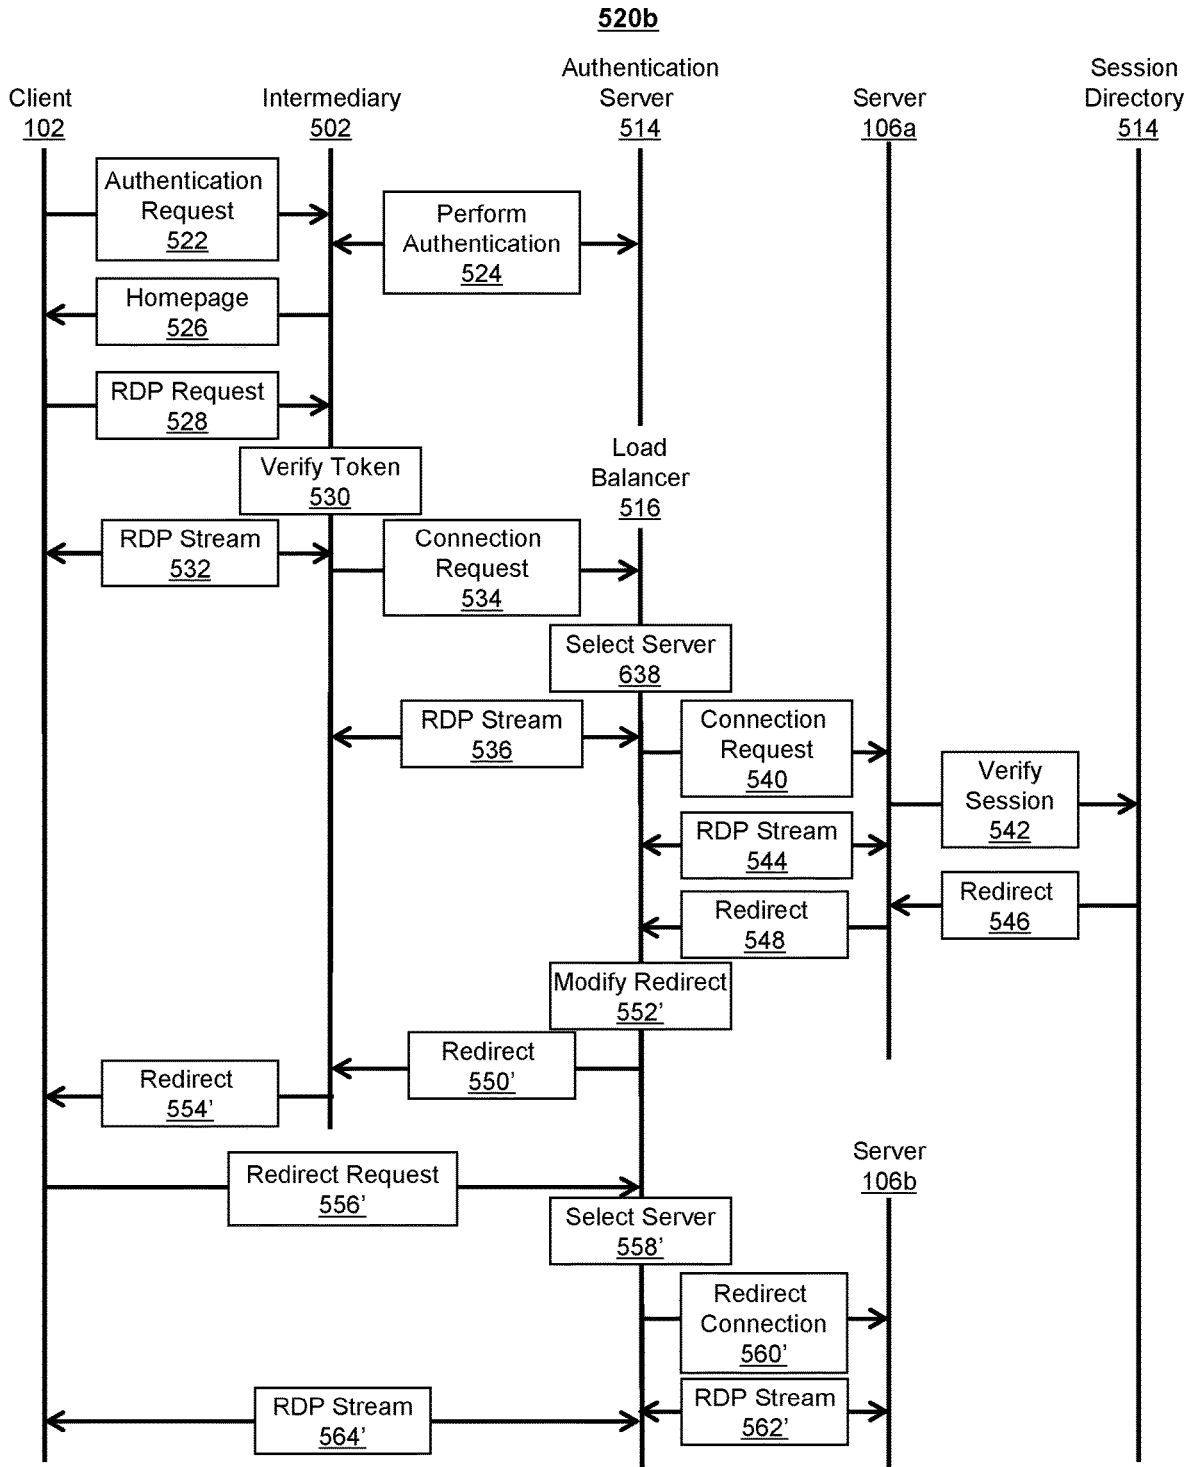 520b
Client
102
Intermediary
502
Authentication
Server
514
Server
106a
Session
Directory
514
Authentication
Request
522
Perform
Authentication
524
Homepage
526
RDP Request
528
Verify Token
530
Load
Balancer
516
RDP Stream
532
Connection
Request
534
Select Server
638
RDP Stream
536
Connection
Request
540
Verify
Session
542
RDP Stream
544
Redirect
546
Redirect
548
Modify Redirect
552’
Redirect
550’
Redirect
554’
Server
106b
Redirect Request
556’
Select Server
558’
Redirect
Connection
560’
RDP Stream
562’
RDP Stream
564’